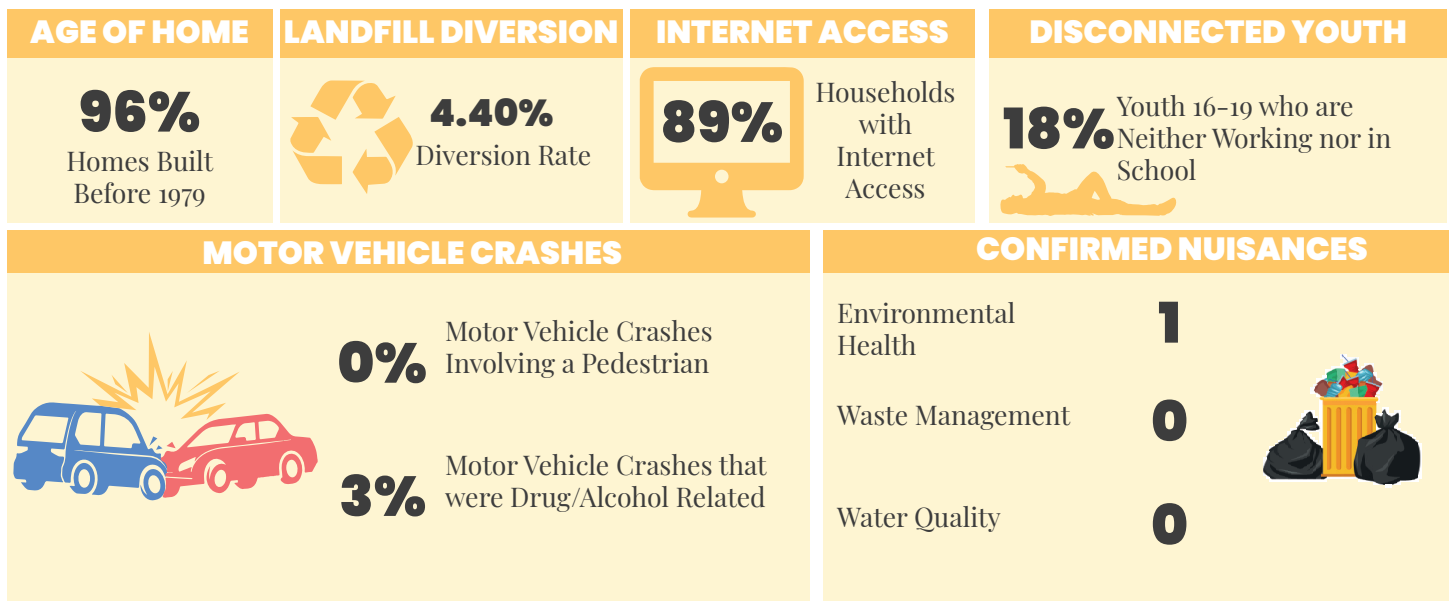 AGE OF HOME
96%
Homes Built
Before 1979
LANDFILL DIVERSION
4.40%
Diversion Rate
INTERNET ACCESS
89%
Households
with
Internet
Access
DISCONNECTED YOUTH
18%
Youth 16-19 who are
Neither Working nor in
School
MOTOR VEHICLE CRASHES
0%
Motor Vehicle Crashes
Involving a Pedestrian
3%
Motor Vehicle Crashes that
were Drug/Alcohol Related
CONFIRMED NUISANCES
Environmental
Health
1
Waste Management
0
Water Quality
0